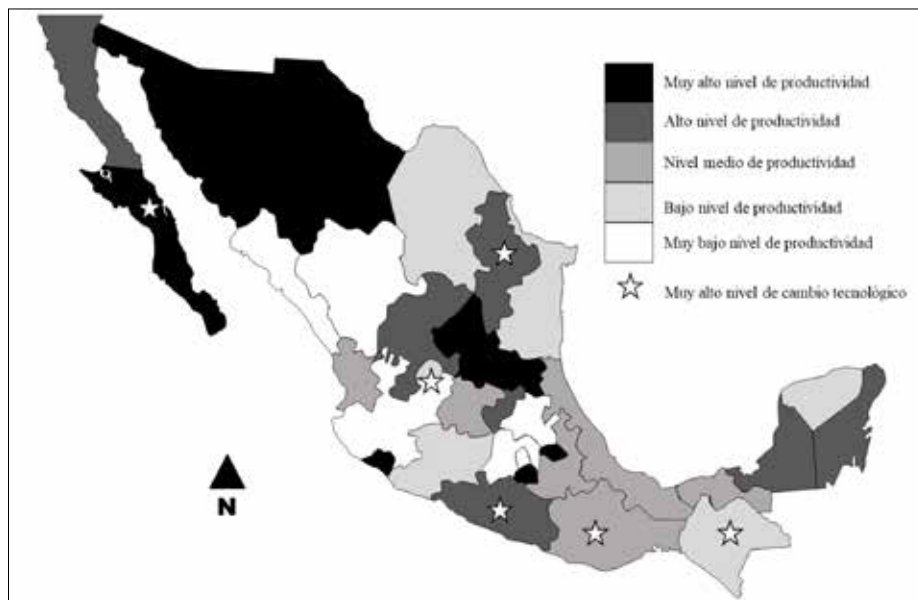 Muy alto nivel de productividad
Alto nivel de productividad
Nivel medio de productividad
Bajo nivel de productividad
Muy bajo nivel de productividad
Muy alto nivel de cambio tecnológico
N